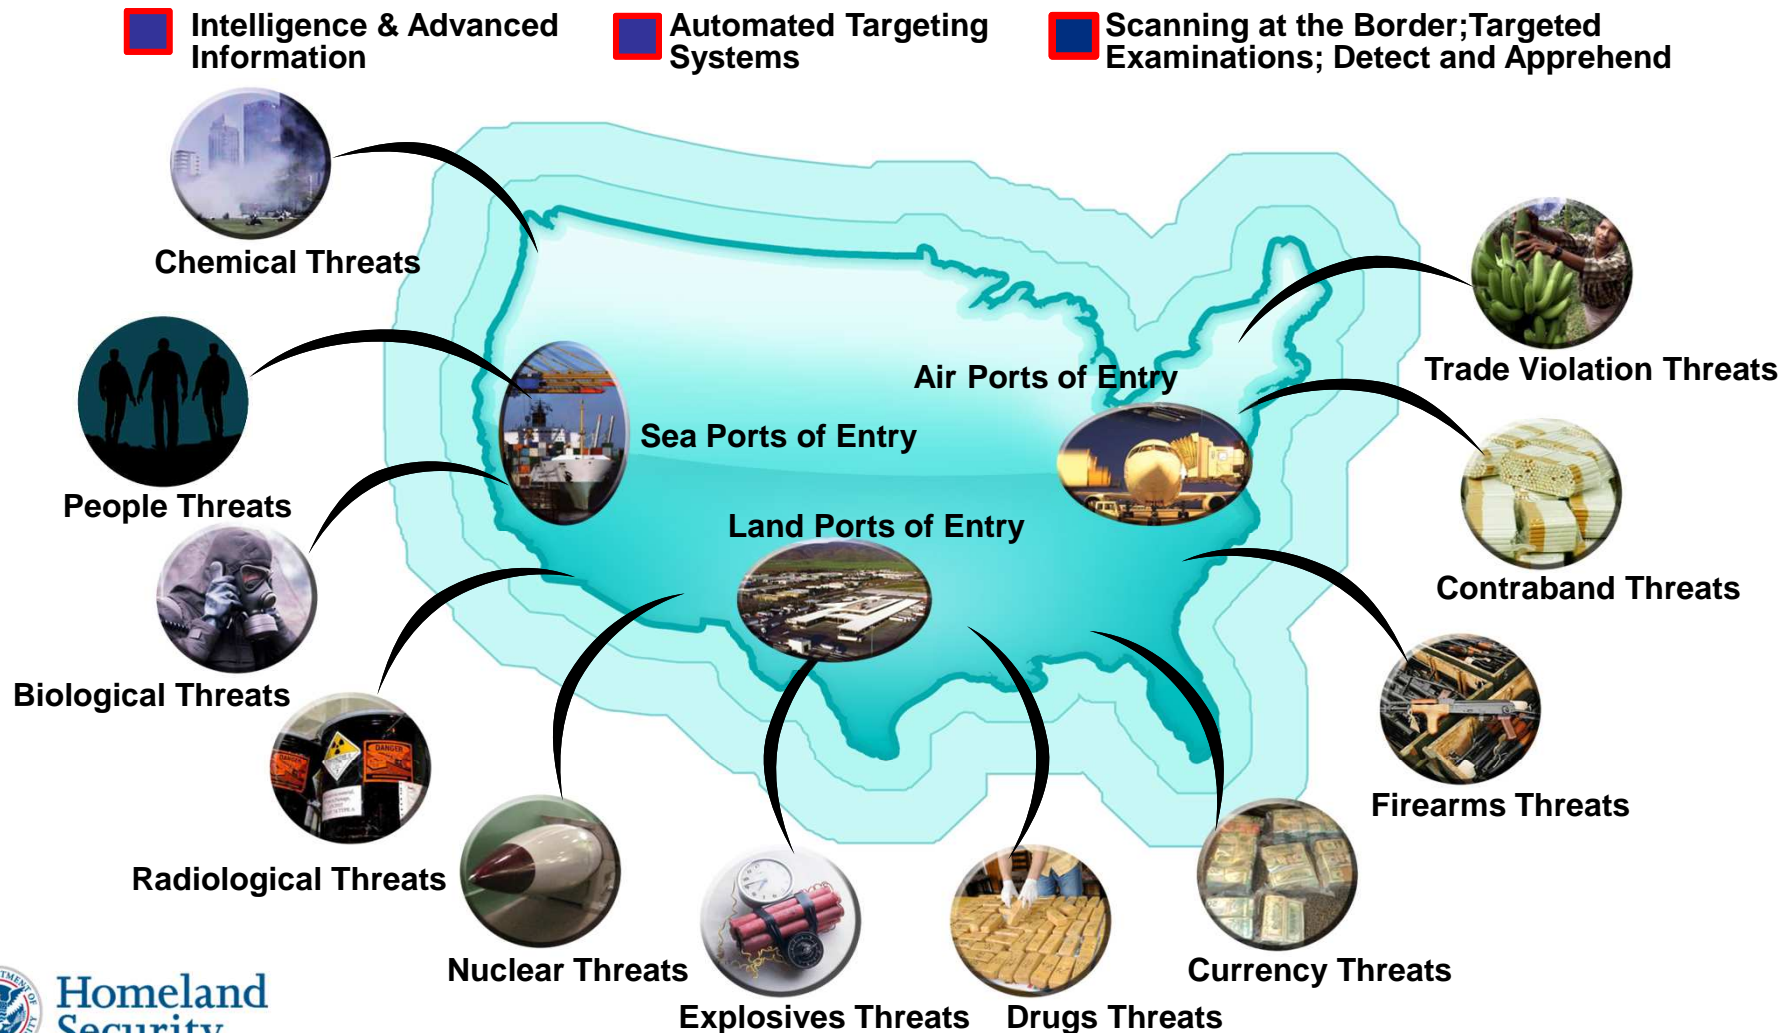 Intelligence & Advanced
Information
Automated Targeting
Systems
Scanning at the Border;Targeted
Examinations; Detect and Apprehend
Chemical Threats
Trade Violation Threats
Air Ports of Entry
Sea Ports of Entry
People Threats
Land Ports of Entry
Contraband Threats
Biological Threats
DANGER
Firearms Threats
Radiological Threats
Nuclear Threats
Currency Threats
Explosives Threats
Drugs Threats
Homeland
Security